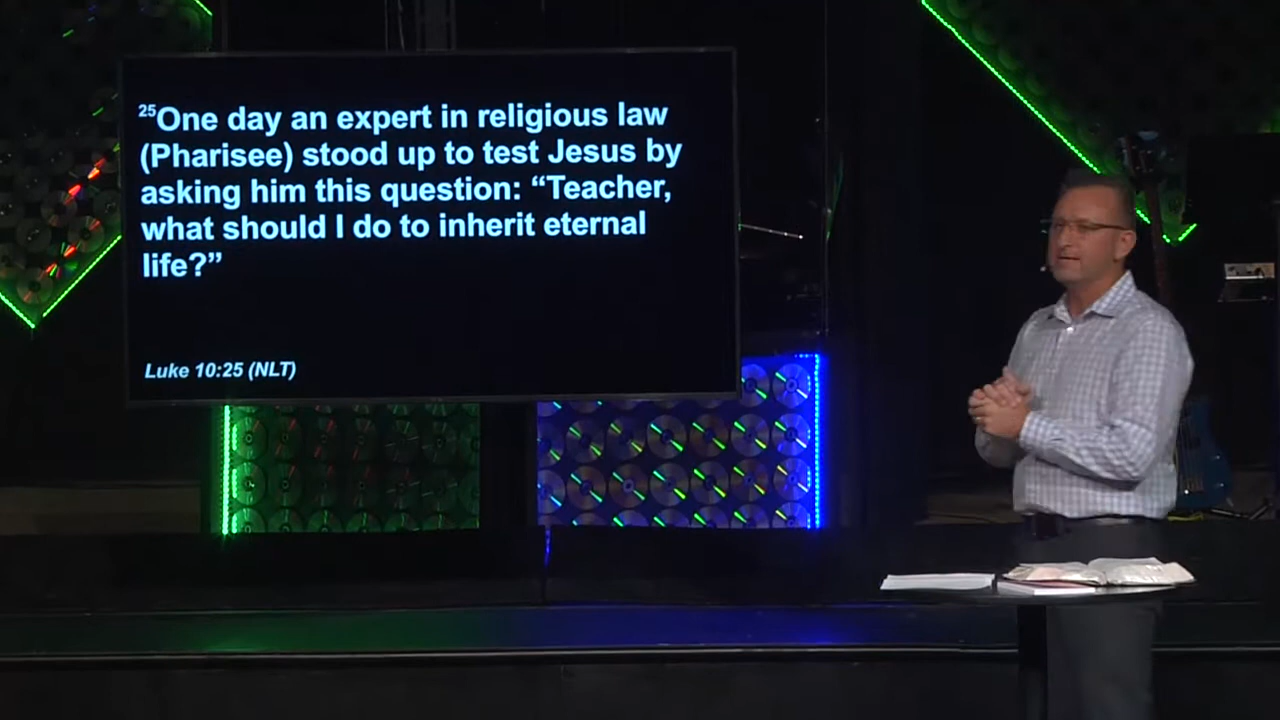 ²⁵One day an expert in religious law
(Pharisee) stood up to test Jesus by
asking him this question: “Teacher,
what should I do to inherit eternal
life?”
Luke 10:25 (NLT)